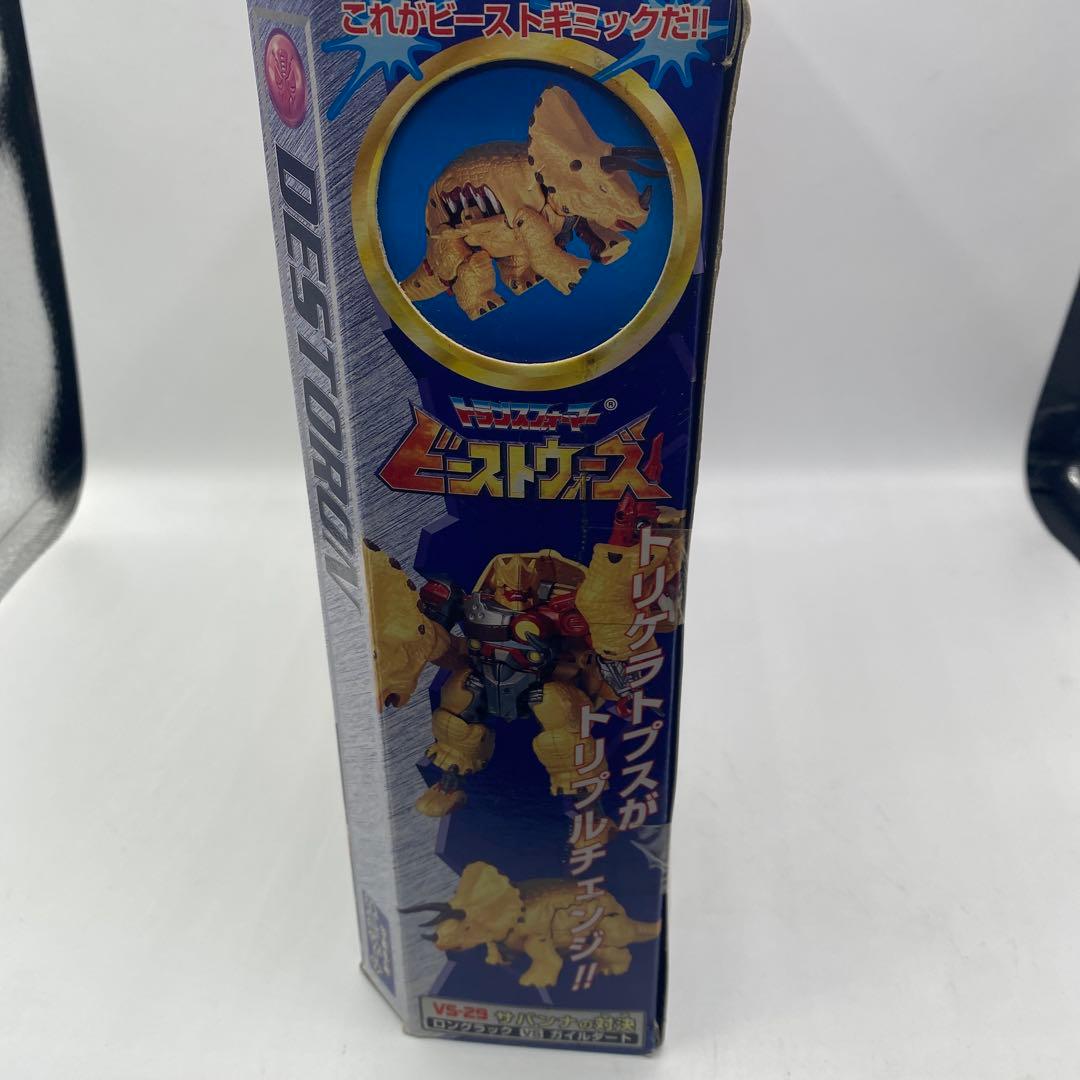 これがビーストギミックだ!!
DESTORON
トランスフォーマー®
ビーストウォーズ
トリケラトプスが
トリプルチェンジ!!
VS-29 サバンナの対決
ロングラック VS ガイルダート